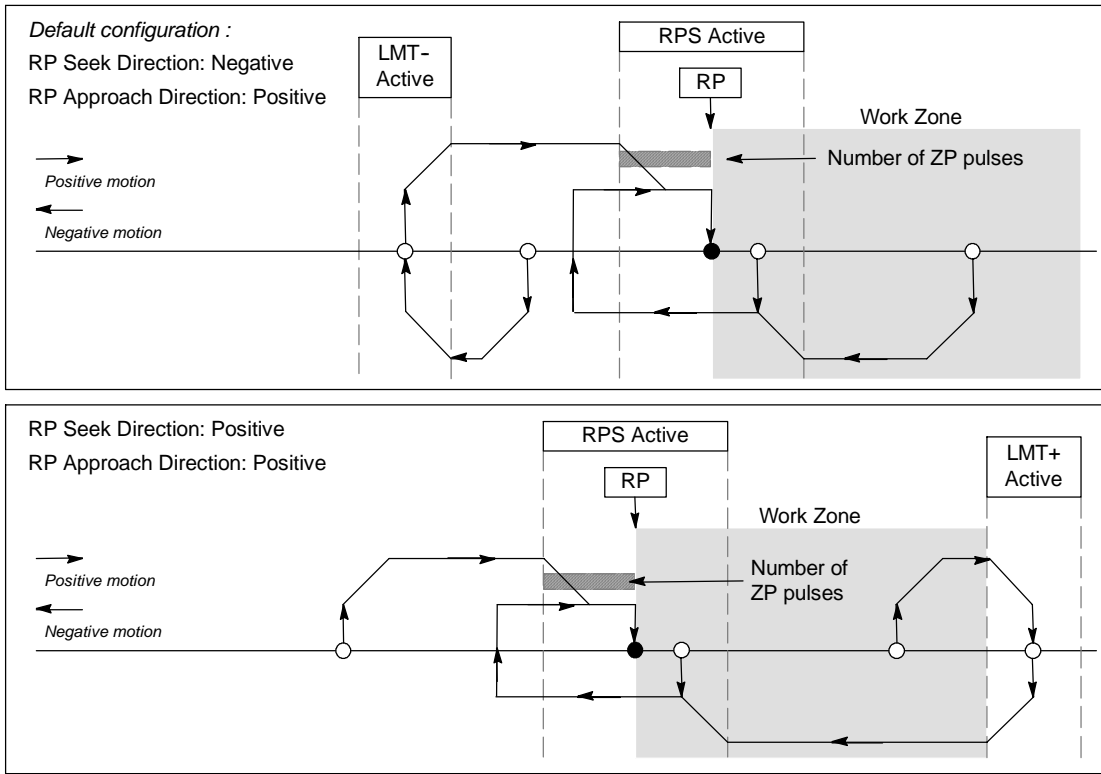 Default configuration :
RP Seek Direction: Negative
RP Approach Direction: Positive
LMT-
Active
RPS Active
RP
Work Zone
Number of ZP pulses
Positive motion
Negative motion
RP Seek Direction: Positive
RP Approach Direction: Positive
RPS Active
RP
LMT+
Active
Work Zone
Number of
ZP pulses
Positive motion
Negative motion